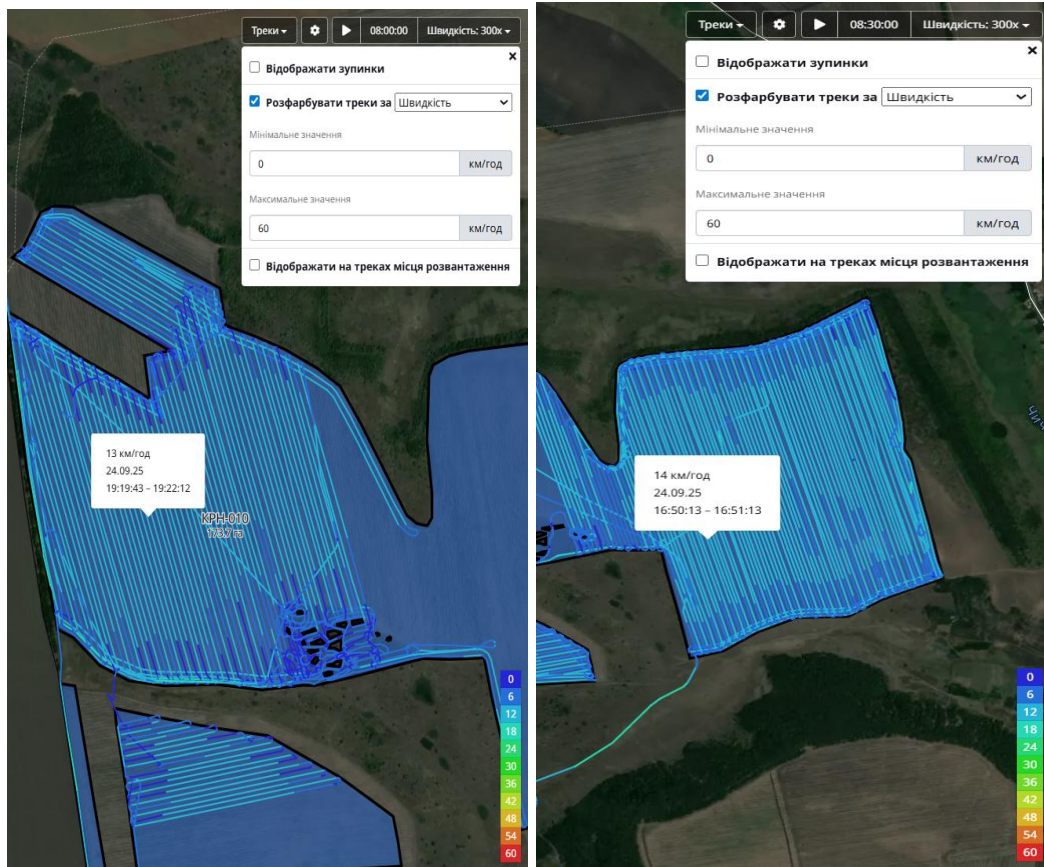 Треки
08:00:00
Швидкість: 300x
×
Відображати зупинки
Розфарбувати треки за
Швидкість
Мінімальне значення
0
км/год
Максимальне значення
60
км/год
Відображати на треках місця розвантаження
13 км/год
24.09.25
19:19:43 – 19:22:12
КРН-010
173,7 га
0
6
12
18
24
30
36
42
48
54
60
Треки
08:30:00
Швидкість: 300x
×
Відображати зупинки
Розфарбувати треки за
Швидкість
Мінімальне значення
0
км/год
Максимальне значення
60
км/год
Відображати на треках місця розвантаження
14 км/год
24.09.25
16:50:13 – 16:51:13
0
6
12
18
24
30
36
42
48
54
60